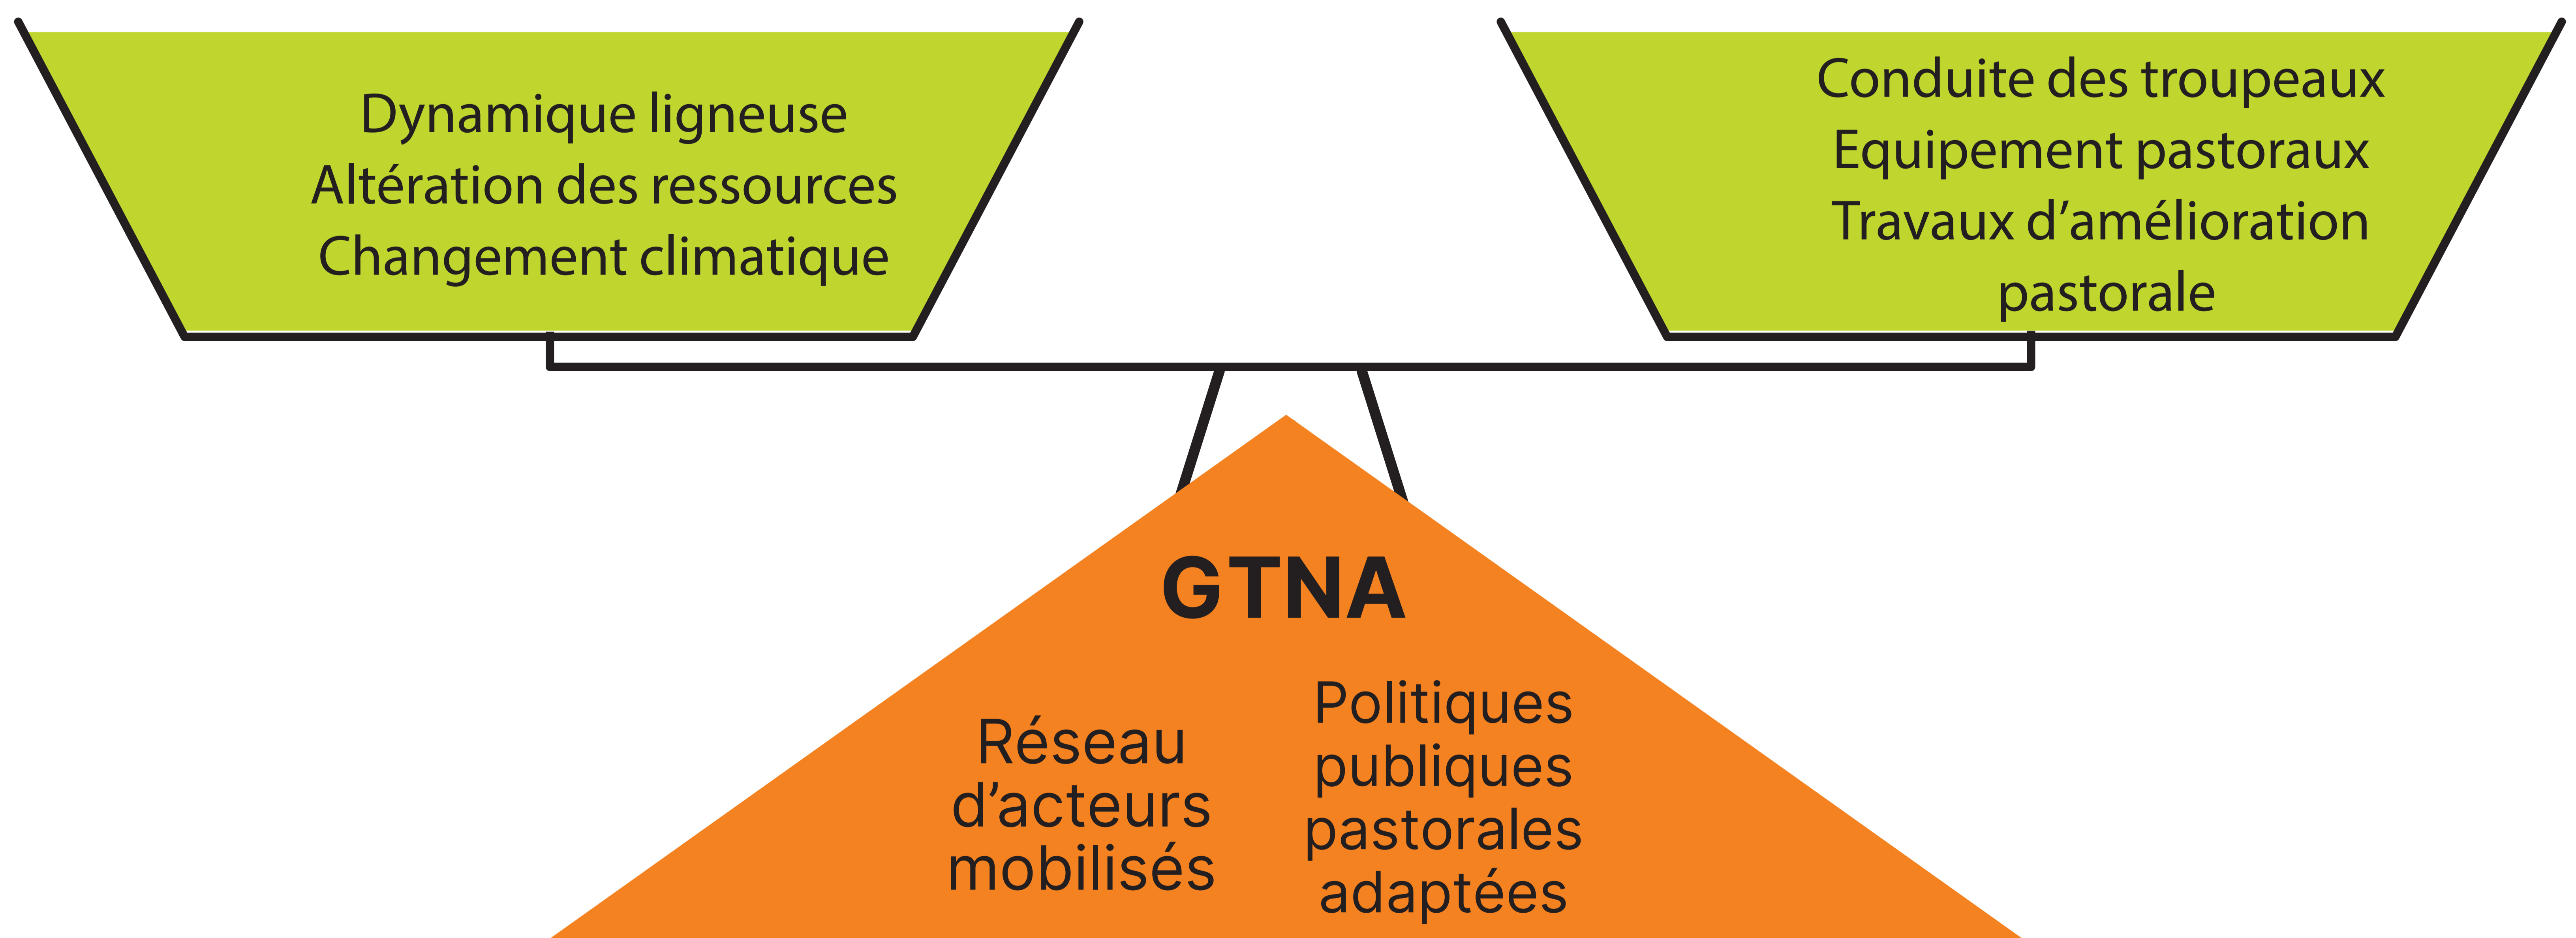 Dynamique ligneuse
Altération des ressources
Changement climatique
Conduite des troupeaux
Equipement pastoraux
Travaux d’amélioration
pastorale
GTNA
Réseau
d’acteurs
mobilisés
Politiques
publiques
pastorales
adaptées